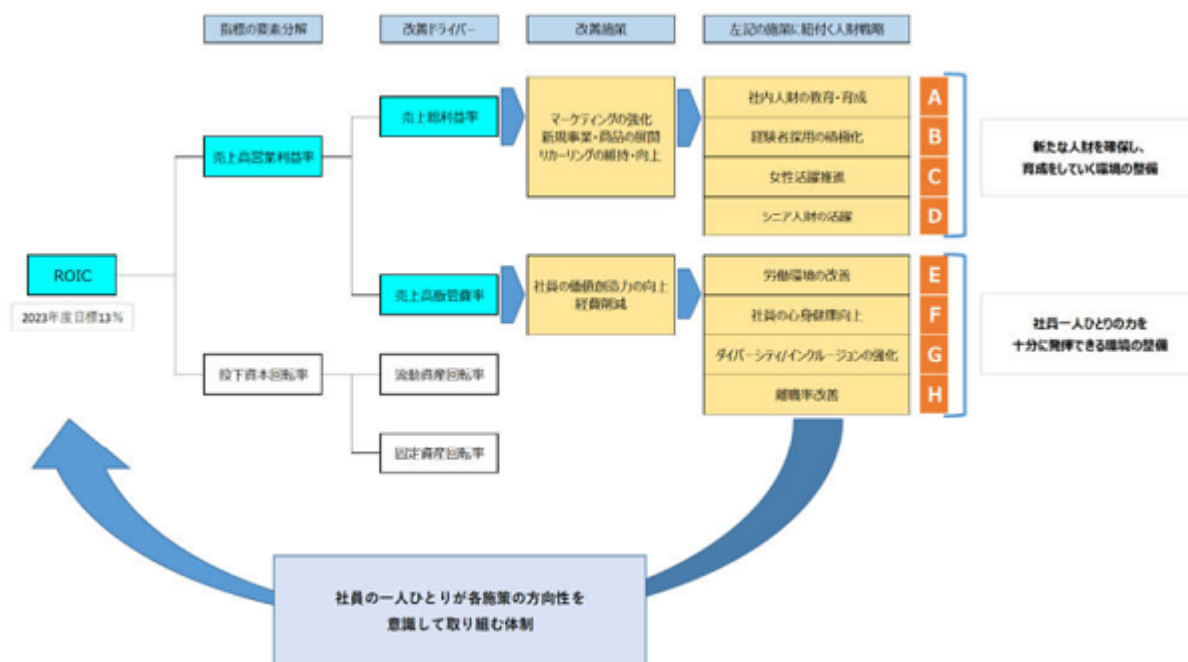 指標の要素分解
改善ドライバー
改善施策
左記の施策に紐付く人財戦略
ROIC
2023年度目標13%
売上高営業利益率
投下資本回転率
売上総利益率
売上高販管費率
流動資産回転率
固定資産回転率
マーケティングの強化
新規事業・商品の展開
リカーリングの維持・向上
社員の価値創造力の向上
経費削減
社内人財の教育・育成
A
経験者採用の積極化
B
女性活躍推進
C
シニア人財の活躍
D
労働環境の改善
E
社員の心身健康向上
F
ダイバーシティ/インクルージョンの強化
G
離職率改善
H
新たな人財を確保し、
育成をしていく環境の整備
社員一人ひとりの力を
十分に発揮できる環境の整備
社員の一人ひとりが各施策の方向性を
意識して取り組む体制